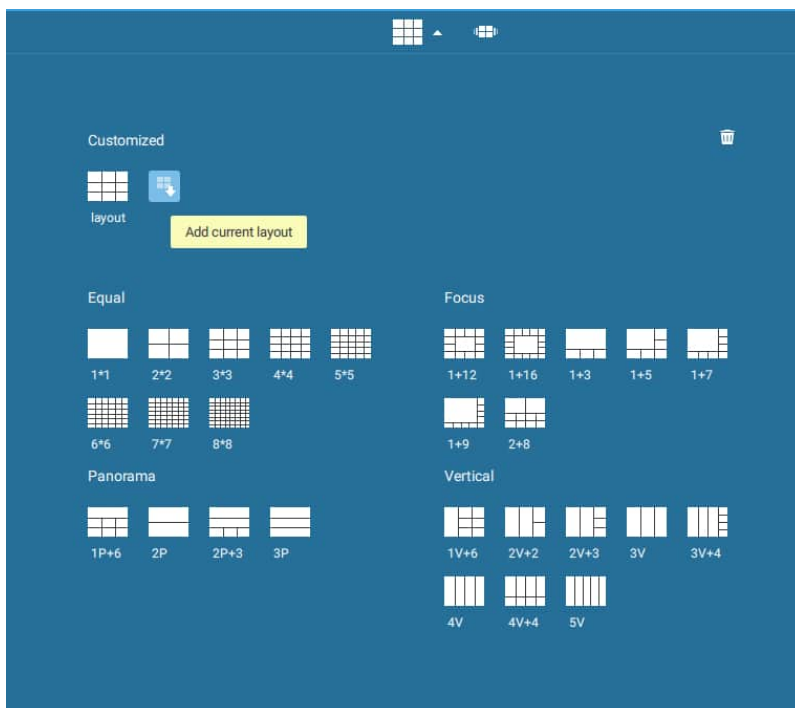 Customized
layout
Add current layout
Equal
1*1 2*2 3*3 4*4 5*5
6*6 7*7 8*8
Focus
1+12 1+16 1+3 1+5 1+7
1+9 2+8
Panorama
1P+6 2P 2P+3 3P
Vertical
1V+6 2V+2 2V+3 3V 3V+4
4V 4V+4 5V